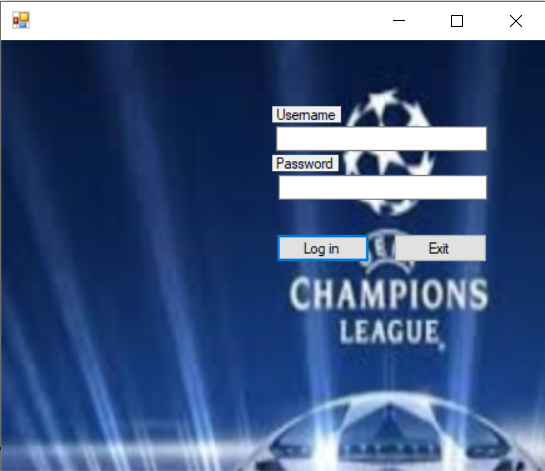 Username
Password
Log in
Exit
CHAMPIONS
LEAGUE